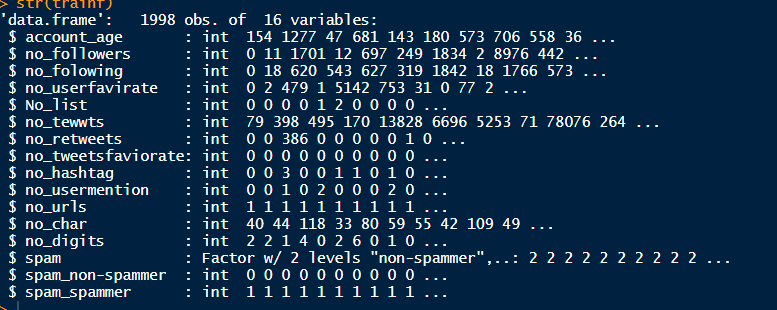 > str(trainf)
'data.frame': 1998 obs. of 16 variables:
$ account_age : int 154 1277 47 681 143 180 573 706 558 36 ...
$ no_followers : int 0 11 1701 12 697 249 1834 2 8976 442 ...
$ no_folowing : int 0 18 620 543 627 319 1842 18 1766 573 ...
$ no_userfavirate : int 0 2 479 1 5142 753 31 0 77 2 ...
$ No_list : int 0 0 0 0 1 2 0 0 0 0 ...
$ no_tewwts : int 79 398 495 170 13828 6696 5253 71 78076 264 ...
$ no_retweets : int 0 0 386 0 0 0 0 0 1 0 ...
$ no_tweetsfaviorate: int 0 0 0 0 0 0 0 0 0 0 ...
$ no_hashtag : int 0 0 3 0 0 1 1 0 1 0 ...
$ no_usermention : int 0 0 1 0 2 0 0 0 2 0 ...
$ no_urls : int 1 1 1 1 1 1 1 1 1 1 ...
$ no_char : int 40 44 118 33 80 59 55 42 109 49 ...
$ no_digits : int 2 2 1 4 0 2 6 0 1 0 ...
$ spam : Factor w/ 2 levels "non-spammer",..: 2 2 2 2 2 2 2 2 2 2 ...
$ spam_non-spammer : int 0 0 0 0 0 0 0 0 0 0 ...
$ spam_spammer : int 1 1 1 1 1 1 1 1 1 1 ...
>